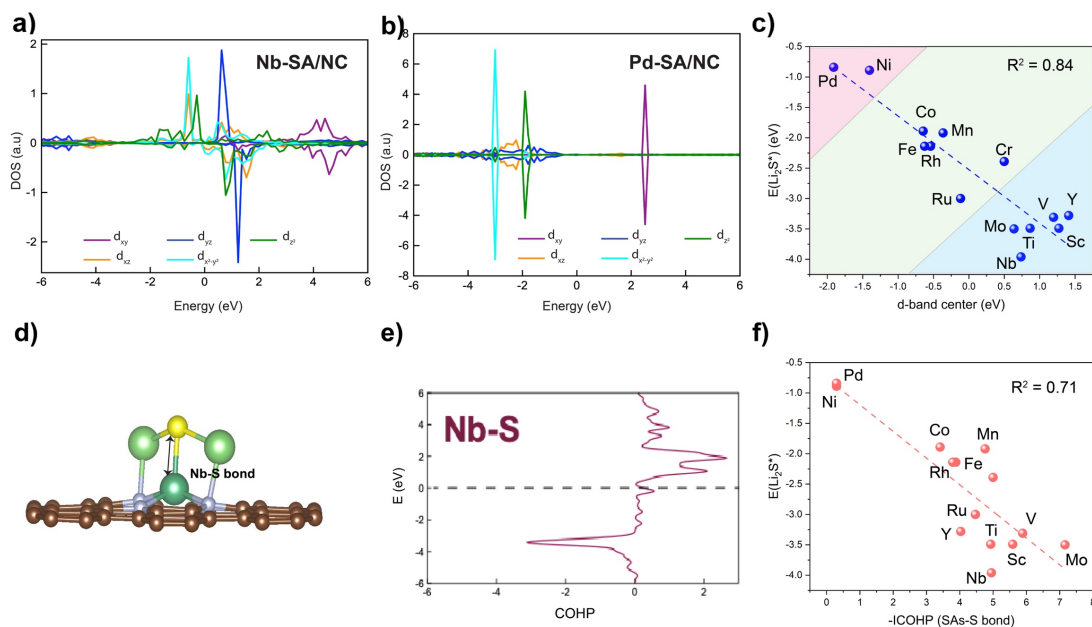 a)
Nb-SA/NC
DOS (a.u)
2
1
0
-1
-2
d_xy
d_yz
d_z²
d_xz
d_x²-y²
-6
-4
-2
0
2
4
6
Energy (eV)
b)
Pd-SA/NC
DOS (a.u)
8
6
4
2
0
-2
-4
-6
-8
d_xy
d_yz
d_z²
d_xz
d_x²-y²
-6
-4
-2
0
2
4
6
Energy (eV)
c)
R² = 0.84
E(Li₂S*) (eV)
-0.5
-1.0
-1.5
-2.0
-2.5
-3.0
-3.5
-4.0
Pd
Ni
Co
Mn
Fe
Rh
Cr
Ru
V
Y
Mo
Ti
Sc
Nb
-2.0
-1.5
-1.0
-0.5
0.0
0.5
1.0
1.5
d-band center (eV)
d)
Nb-S bond
e)
Nb-S
E (eV)
6
4
2
0
-2
-4
-6
-6
-4
-2
0
2
COHP
f)
R² = 0.71
E(Li₂S*)
-0.5
-1.0
-1.5
-2.0
-2.5
-3.0
-3.5
-4.0
Pd
Ni
Co
Mn
Rh
Fe
Ru
Y
Ti
V
Sc
Mo
Nb
0
1
2
3
4
5
6
7
8
-ICOHP (SAs-S bond)